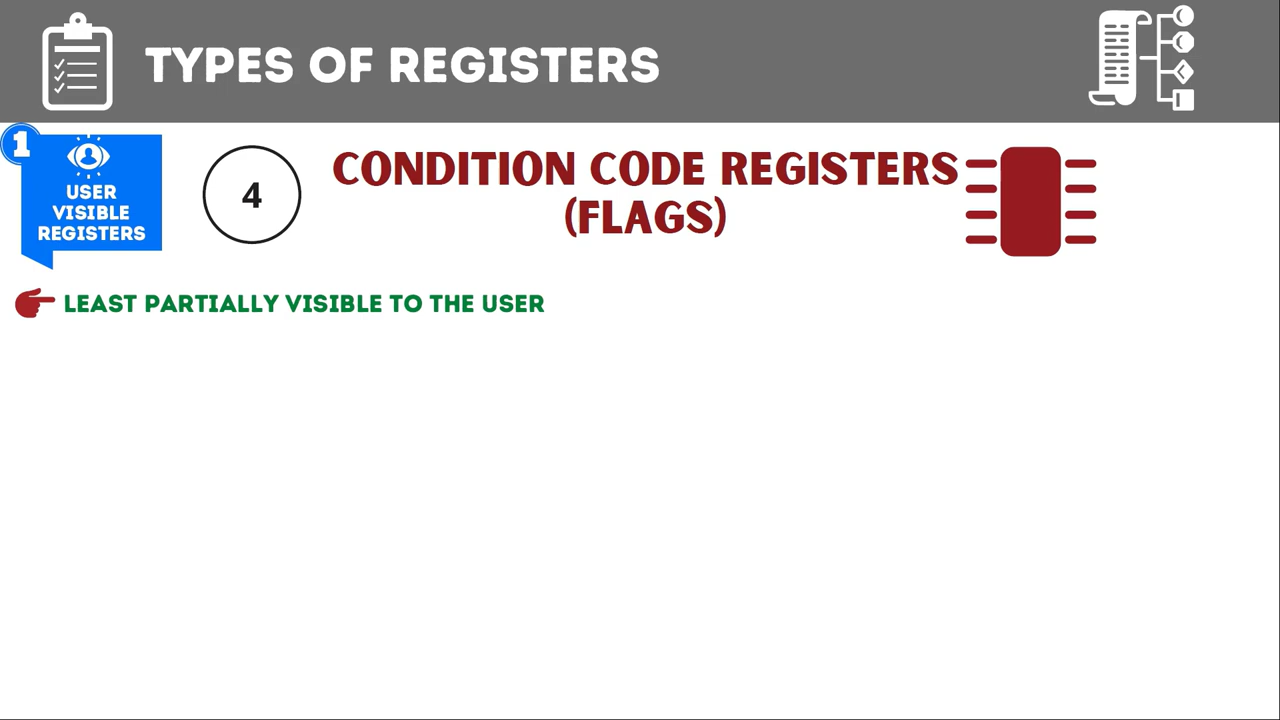 TYPES OF REGISTERS
1
USER
VISIBLE
REGISTERS
4
CONDITION CODE REGISTERS
(FLAGS)
LEAST PARTIALLY VISIBLE TO THE USER